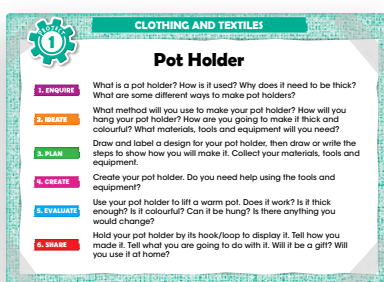 PROJECT
1
CLOTHING AND TEXTILES
Pot Holder
1. ENQUIRE
What is a pot holder? How is it used? Why does it need to be thick?
What are some different ways to make pot holders?
2. IDEATE
What method will you use to make your pot holder? How will you
hang your pot holder? How are you going to make it thick and
colourful? What materials, tools and equipment will you need?
3. PLAN
Draw and label a design for your pot holder, then draw or write the
steps to show how you will make it. Collect your materials, tools and
equipment.
4. CREATE
Create your pot holder. Do you need help using the tools and
equipment?
5. EVALUATE
Use your pot holder to lift a warm pot. Does it work? Is it thick
enough? Is it colourful? Can it be hung? Is there anything you
would change?
6. SHARE
Hold your pot holder by its hook/loop to display it. Tell how you
made it. Tell what you are going to do with it. Will it be a gift? Will
you use it at home?